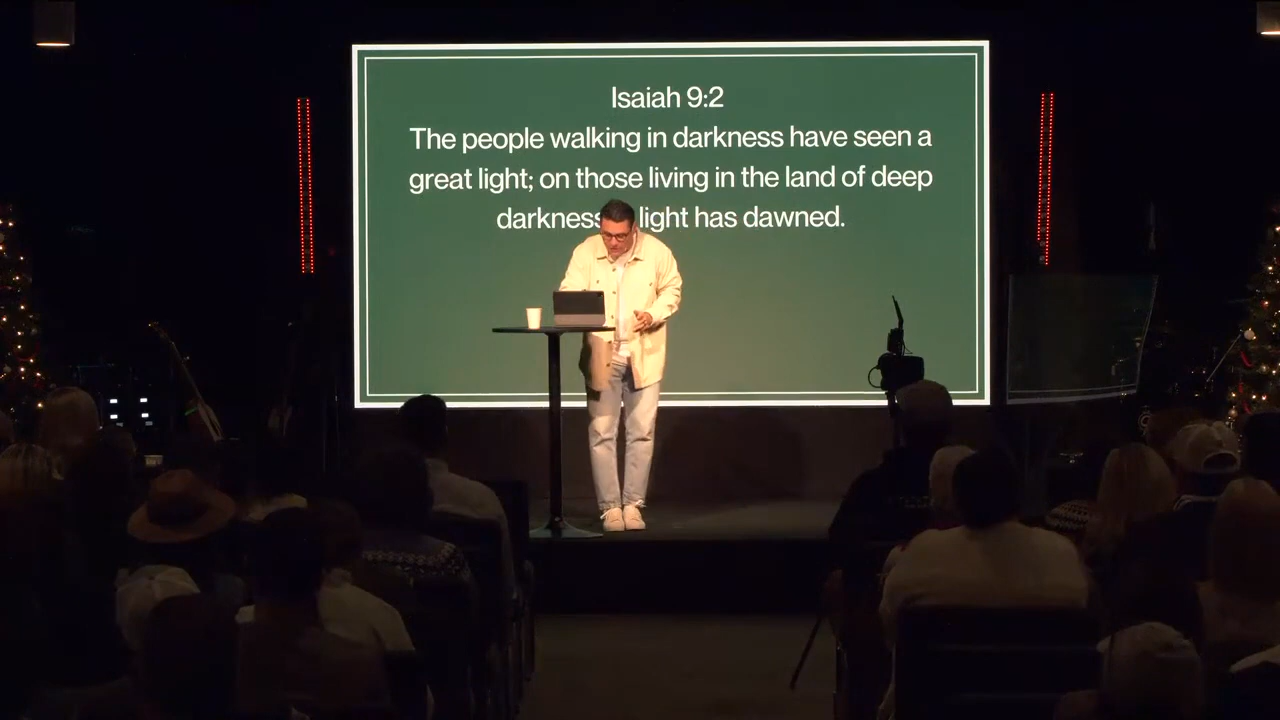 Isaiah 9:2
The people walking in darkness have seen a
great light; on those living in the land of deep
darkness light has dawned.